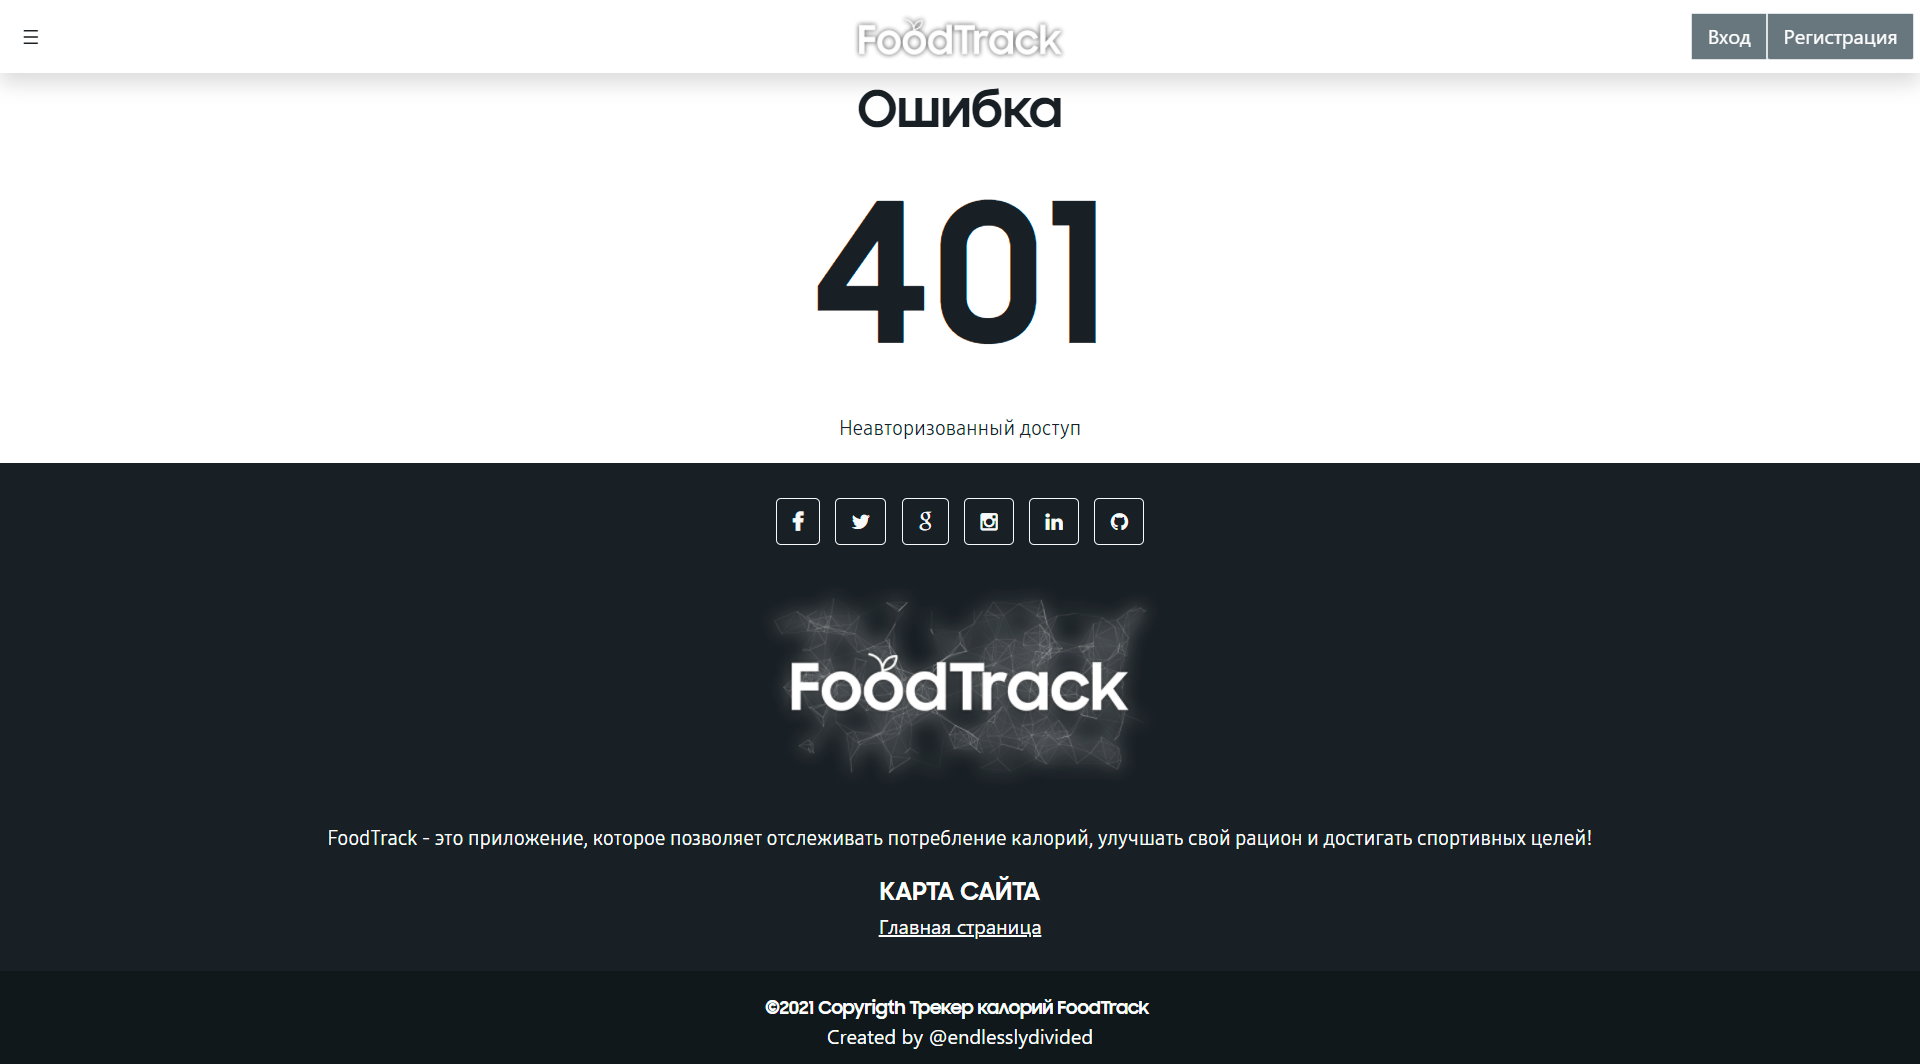 FoodTrack
Вход
Регистрация
Ошибка
401
Неавторизованный доступ
FoodTrack
FoodTrack - это приложение, которое позволяет отслеживать потребление калорий, улучшать свой рацион и достигать спортивных целей!
КАРТА САЙТА
Главная страница
©2021 Copyrigth Трекер калорий FoodTrack
Created by @endlesslydivided